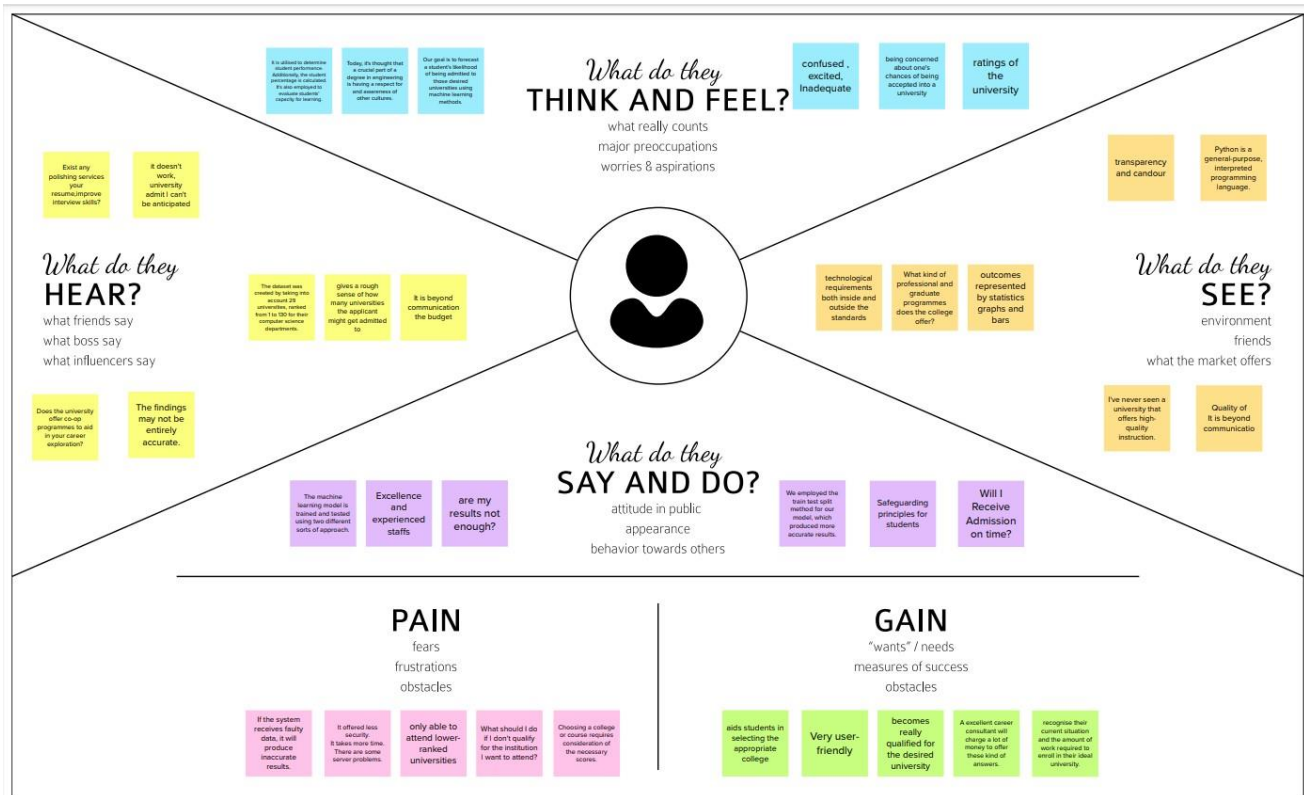 It is utilised to determine
student performance.
Additionally, the student
percentage is calculated.
It's also employed to
evaluate students'
capacity for learning.
Today, it's thought that
a crucial part of a
degree in engineering
is having a respect for
and awareness of
other cultures.
Our goal is to forecast
a student's likelihood
of being admitted to
those desired
universities using
machine learning
methods.
What do they
THINK AND FEEL?
what really counts
major preoccupations
worries & aspirations
confused ,
excited,
Inadequate
being concerned
about one's
chances of being
accepted into a
university
ratings of
the
university
Exist any
polishing services
your
resume,improve
interview skills?
it doesn't
work,
university
admit I can't
be anticipated
What do they
HEAR?
what friends say
what boss say
what influencers say
The dataset was
created by taking into
account 29
universities, ranked
from 1 to 130 for their
computer science
departments.
gives a rough
sense of how
many universities
the applicant
might get admitted
to
It is beyond
communication
the budget
Does the university
offer co-op
programmes to aid
in your career
exploration?
The findings
may not be
entirely
accurate.
transparency
and candour
Python is a
general-purpose,
interpreted
programming
language.
technological
requirements
both inside and
outside the
standards
What kind of
professional and
graduate
programmes
does the college
offer?
outcomes
represented
by statistics
graphs and
bars
What do they
SEE?
environment
friends
what the market offers
I've never seen a
university that
offers high-
quality
instruction.
Quality of
It is beyond
communicatio
What do they
SAY AND DO?
attitude in public
appearance
behavior towards others
The machine
learning model is
trained and tested
using two different
sorts of approach.
Excellence
and
experienced
staffs
are my
results not
enough?
We employed the
train test split
method for our
model, which
produced more
accurate results.
Safeguarding
principles for
students
Will I
Receive
Admission
on time?
PAIN
fears
frustrations
obstacles
If the system
receives faulty
data, it will
produce
inaccurate
results.
It offered less
security.
It takes more time.
There are some
server problems.
only able to
attend lower-
ranked
universities
What should I do
if I don't qualify
for the institution
I want to attend?
Choosing a college
or course requires
consideration of
the necessary
scores.
GAIN
"wants" / needs
measures of success
obstacles
aids students in
selecting the
appropriate
college
Very user-
friendly
becomes
really
qualified for
the desired
university
A excellent career
consultant will
charge a lot of
money to offer
these kind of
answers.
recognise their
current situation
and the amount of
work required to
enroll in their ideal
university.